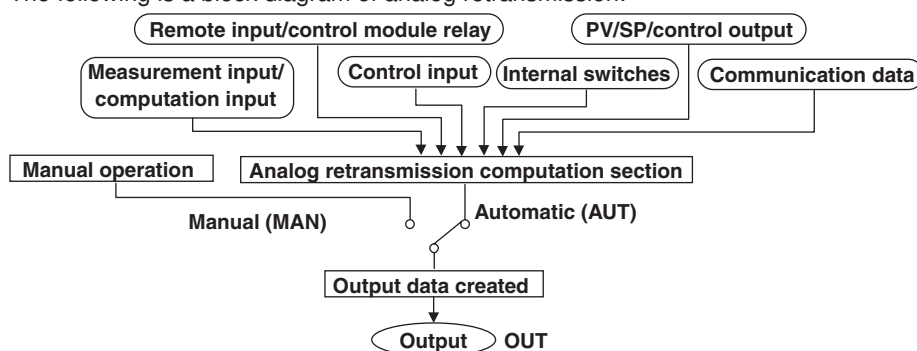 The following is a block diagram of analog retransmission.
Remote input/control module relay
PV/SP/control output
Measurement input/
computation input
Control input
Internal switches
Communication data
Manual operation
Analog retransmission computation section
Manual (MAN)
Automatic (AUT)
Output data created
Output
OUT